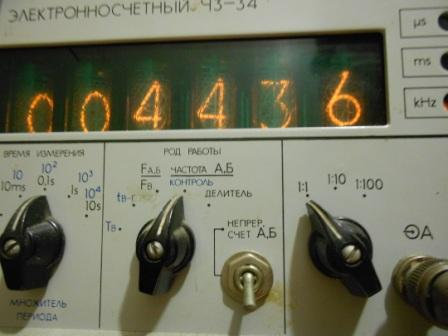 ЭЛЕКТРОННОСЧЕТНЫЙ Ч3-34
μs
ms
kHz
004436
ВРЕМЯ ИЗМЕРЕНИЯ
10 10² 10³ 10⁴
10ms 0,1s 1s 10s
МНОЖИТЕЛЬ
ПЕРИОДА
РОД РАБОТЫ
FА,Б ЧАСТОТА А,Б
FВ КОНТРОЛЬ
ДЕЛИТЕЛЬ
TВ
НЕПРЕР.
СЧЕТ А,Б
1:1 1:10 1:100
А